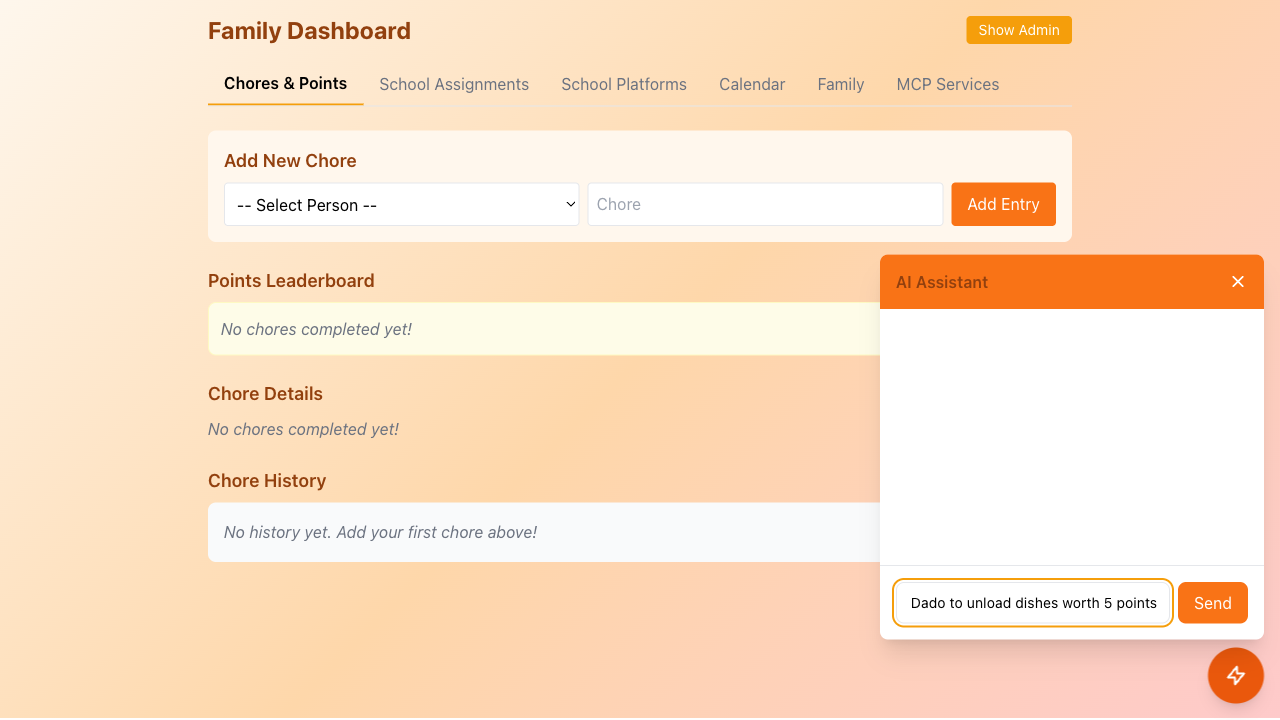 Family Dashboard
Show Admin
Chores & Points
School Assignments
School Platforms
Calendar
Family
MCP Services
Add New Chore
-- Select Person --
Chore
Add Entry
Points Leaderboard
No chores completed yet!
Chore Details
No chores completed yet!
Chore History
No history yet. Add your first chore above!
AI Assistant
Dado to unload dishes worth 5 points
Send